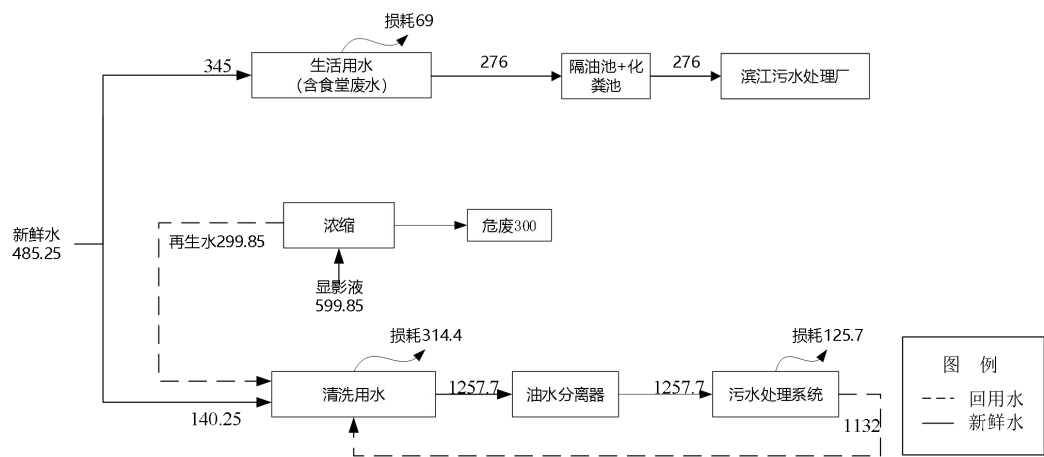 损耗69
345
生活用水
（含食堂废水）
276
隔油池+化
粪池
276
滨江污水处理厂
新鲜水
485.25
再生水299.85
浓缩
危废300
显影液
599.85
损耗314.4
损耗125.7
140.25
清洗用水
1257.7
油水分离器
1257.7
污水处理系统
1132
图 例
回用水
新鲜水